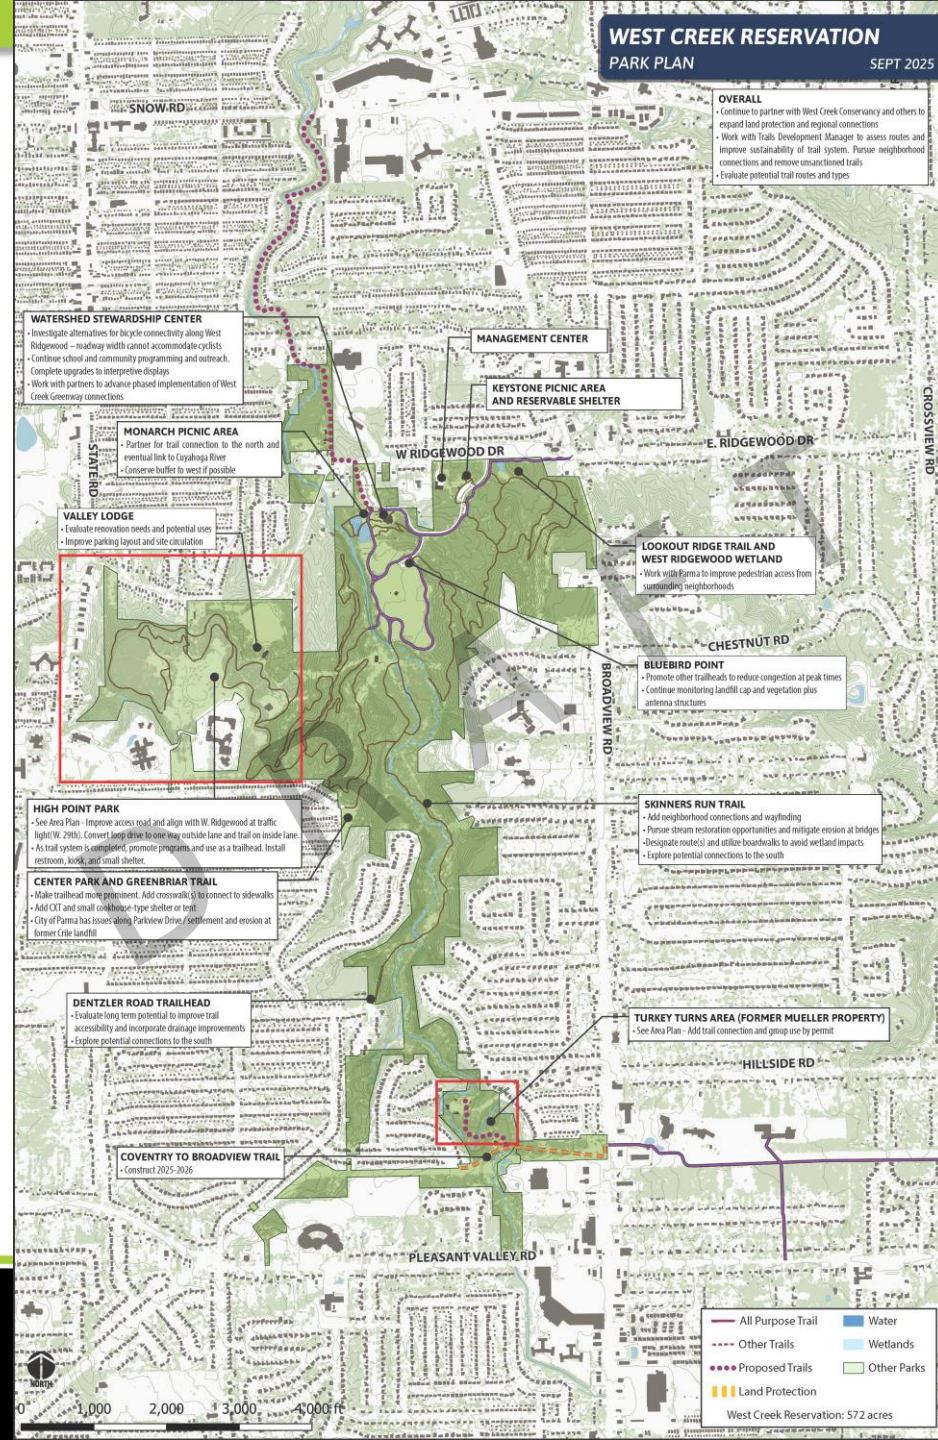 WEST CREEK RESERVATION
PARK PLAN
SEPT 2025
OVERALL
• Continue to partner with West Creek Conservancy and others to
expand land protection and regional connections
• Work with Trails Development Manager to assess routes and
improve sustainability of trail system. Pursue neighborhood
connections and remove unsanctioned trails
• Evaluate potential trail routes and types
SNOW RD
WATERSHED STEWARDSHIP CENTER
• Investigate alternatives for bicycle connectivity along West
Ridgewood – roadway width cannot accommodate cyclists
• Continue school and community programming and outreach.
Complete upgrades to interpretive displays
• Work with partners to advance phased implementation of West
Creek Greenway connections
MANAGEMENT CENTER
KEYSTONE PICNIC AREA
AND RESERVABLE SHELTER
CROSSVIEW RD
MONARCH PICNIC AREA
• Partner for trail connection to the north and
eventual link to Cuyahoga River
• Conserve buffer to west if possible
STATE RD
W RIDGEWOOD DR
E. RIDGEWOOD DR
VALLEY LODGE
• Evaluate renovation needs and potential uses
• Improve parking layout and site circulation
LOOKOUT RIDGE TRAIL AND
WEST RIDGEWOOD WETLAND
• Work with Parma to improve pedestrian access from
surrounding neighborhoods
CHESTNUT RD
BLUEBIRD POINT
• Promote other trailheads to reduce congestion at peak times
• Continue monitoring landfill cap and vegetation plus
antenna structures
BROADVIEW RD
DRAFT
HIGH POINT PARK
• See Area Plan - Improve access road and align with W. Ridgewood at traffic
light(W. 29th). Convert loop drive to one way outside lane and trail on inside lane.
• As trail system is completed, promote programs and use as a trailhead. Install
restroom, kiosk, and small shelter.
SKINNERS RUN TRAIL
• Add neighborhood connections and wayfinding
• Pursue stream restoration opportunities and mitigate erosion at bridges
•Designate route(s) and utilize boardwalks to avoid wetland impacts
• Explore potential connections to the south
CENTER PARK AND GREENBRIAR TRAIL
• Make trailhead more prominent. Add crosswalk(s) to connect to sidewalks
• Add CXT and small cookhouse-type shelter or tent
• City of Parma has issues along Parkview Drive / settlement and erosion at
former Crile landfill
DENTZLER ROAD TRAILHEAD
• Evaluate long term potential to improve trail
accessibility and incorporate drainage improvements
• Explore potential connections to the south
TURKEY TURNS AREA (FORMER MUELLER PROPERTY)
• See Area Plan - Add trail connection and group use by permit
HILLSIDE RD
COVENTRY TO BROADVIEW TRAIL
• Construct 2025-2026
PLEASANT VALLEY RD
All Purpose Trail
Water
Other Trails
Wetlands
Proposed Trails
Other Parks
Land Protection
West Creek Reservation: 572 acres
NORTH
0 1,000 2,000 3,000 4,000 ft